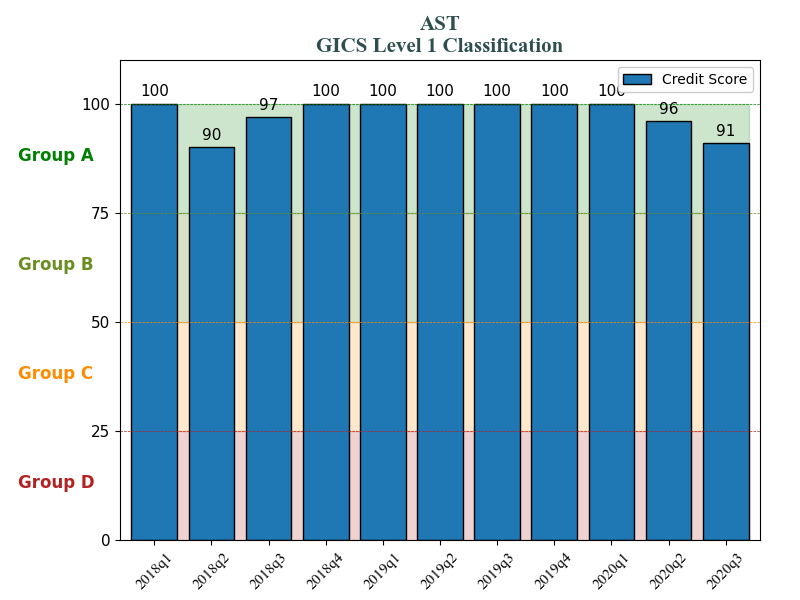 AST
GICS Level 1 Classification
Credit Score
100 90 97 100 100 100 100 100 100 96 91
100
Group A
75
Group B
50
Group C
25
Group D
0
2018q1 2018q2 2018q3 2018q4 2019q1 2019q2 2019q3 2019q4 2020q1 2020q2 2020q3